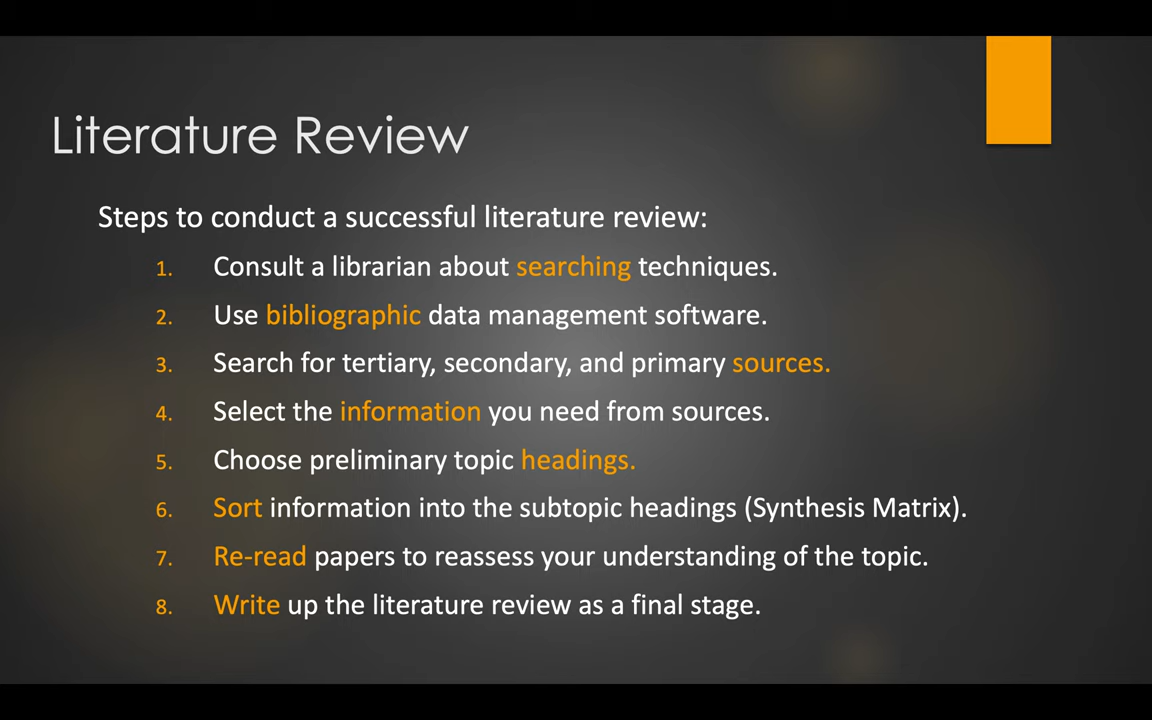 Literature Review
Steps to conduct a successful literature review:
1. Consult a librarian about searching techniques.
2. Use bibliographic data management software.
3. Search for tertiary, secondary, and primary sources.
4. Select the information you need from sources.
5. Choose preliminary topic headings.
6. Sort information into the subtopic headings (Synthesis Matrix).
7. Re-read papers to reassess your understanding of the topic.
8. Write up the literature review as a final stage.